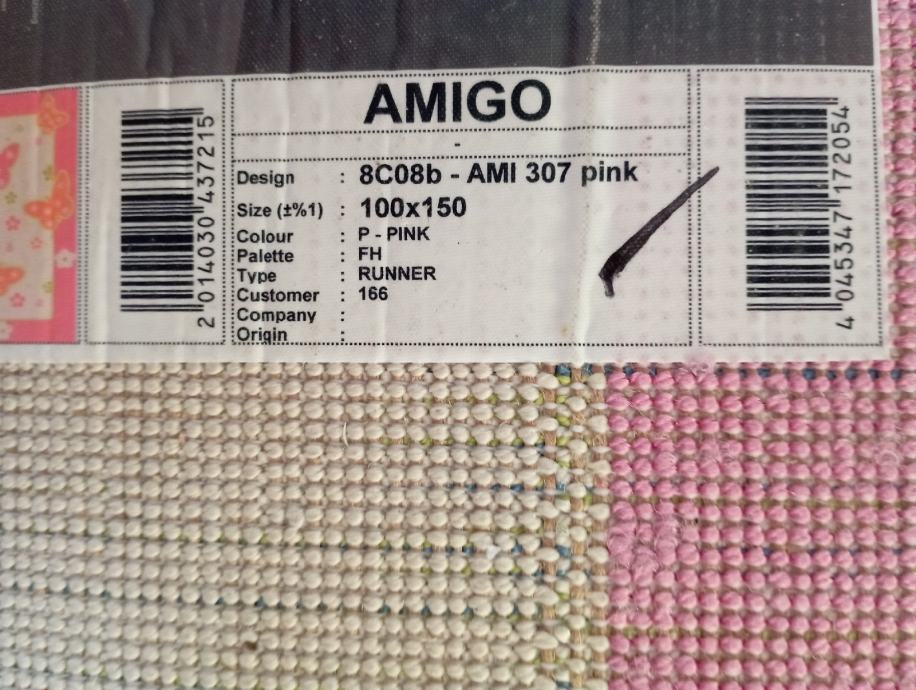 AMIGO
-
Design : 8C08b - AMI 307 pink
Size (±%1) : 100x150
Colour : P - PINK
Palette : FH
Type : RUNNER
Customer : 166
Company :
Origin :
2 014030 437215
4 045347 172054